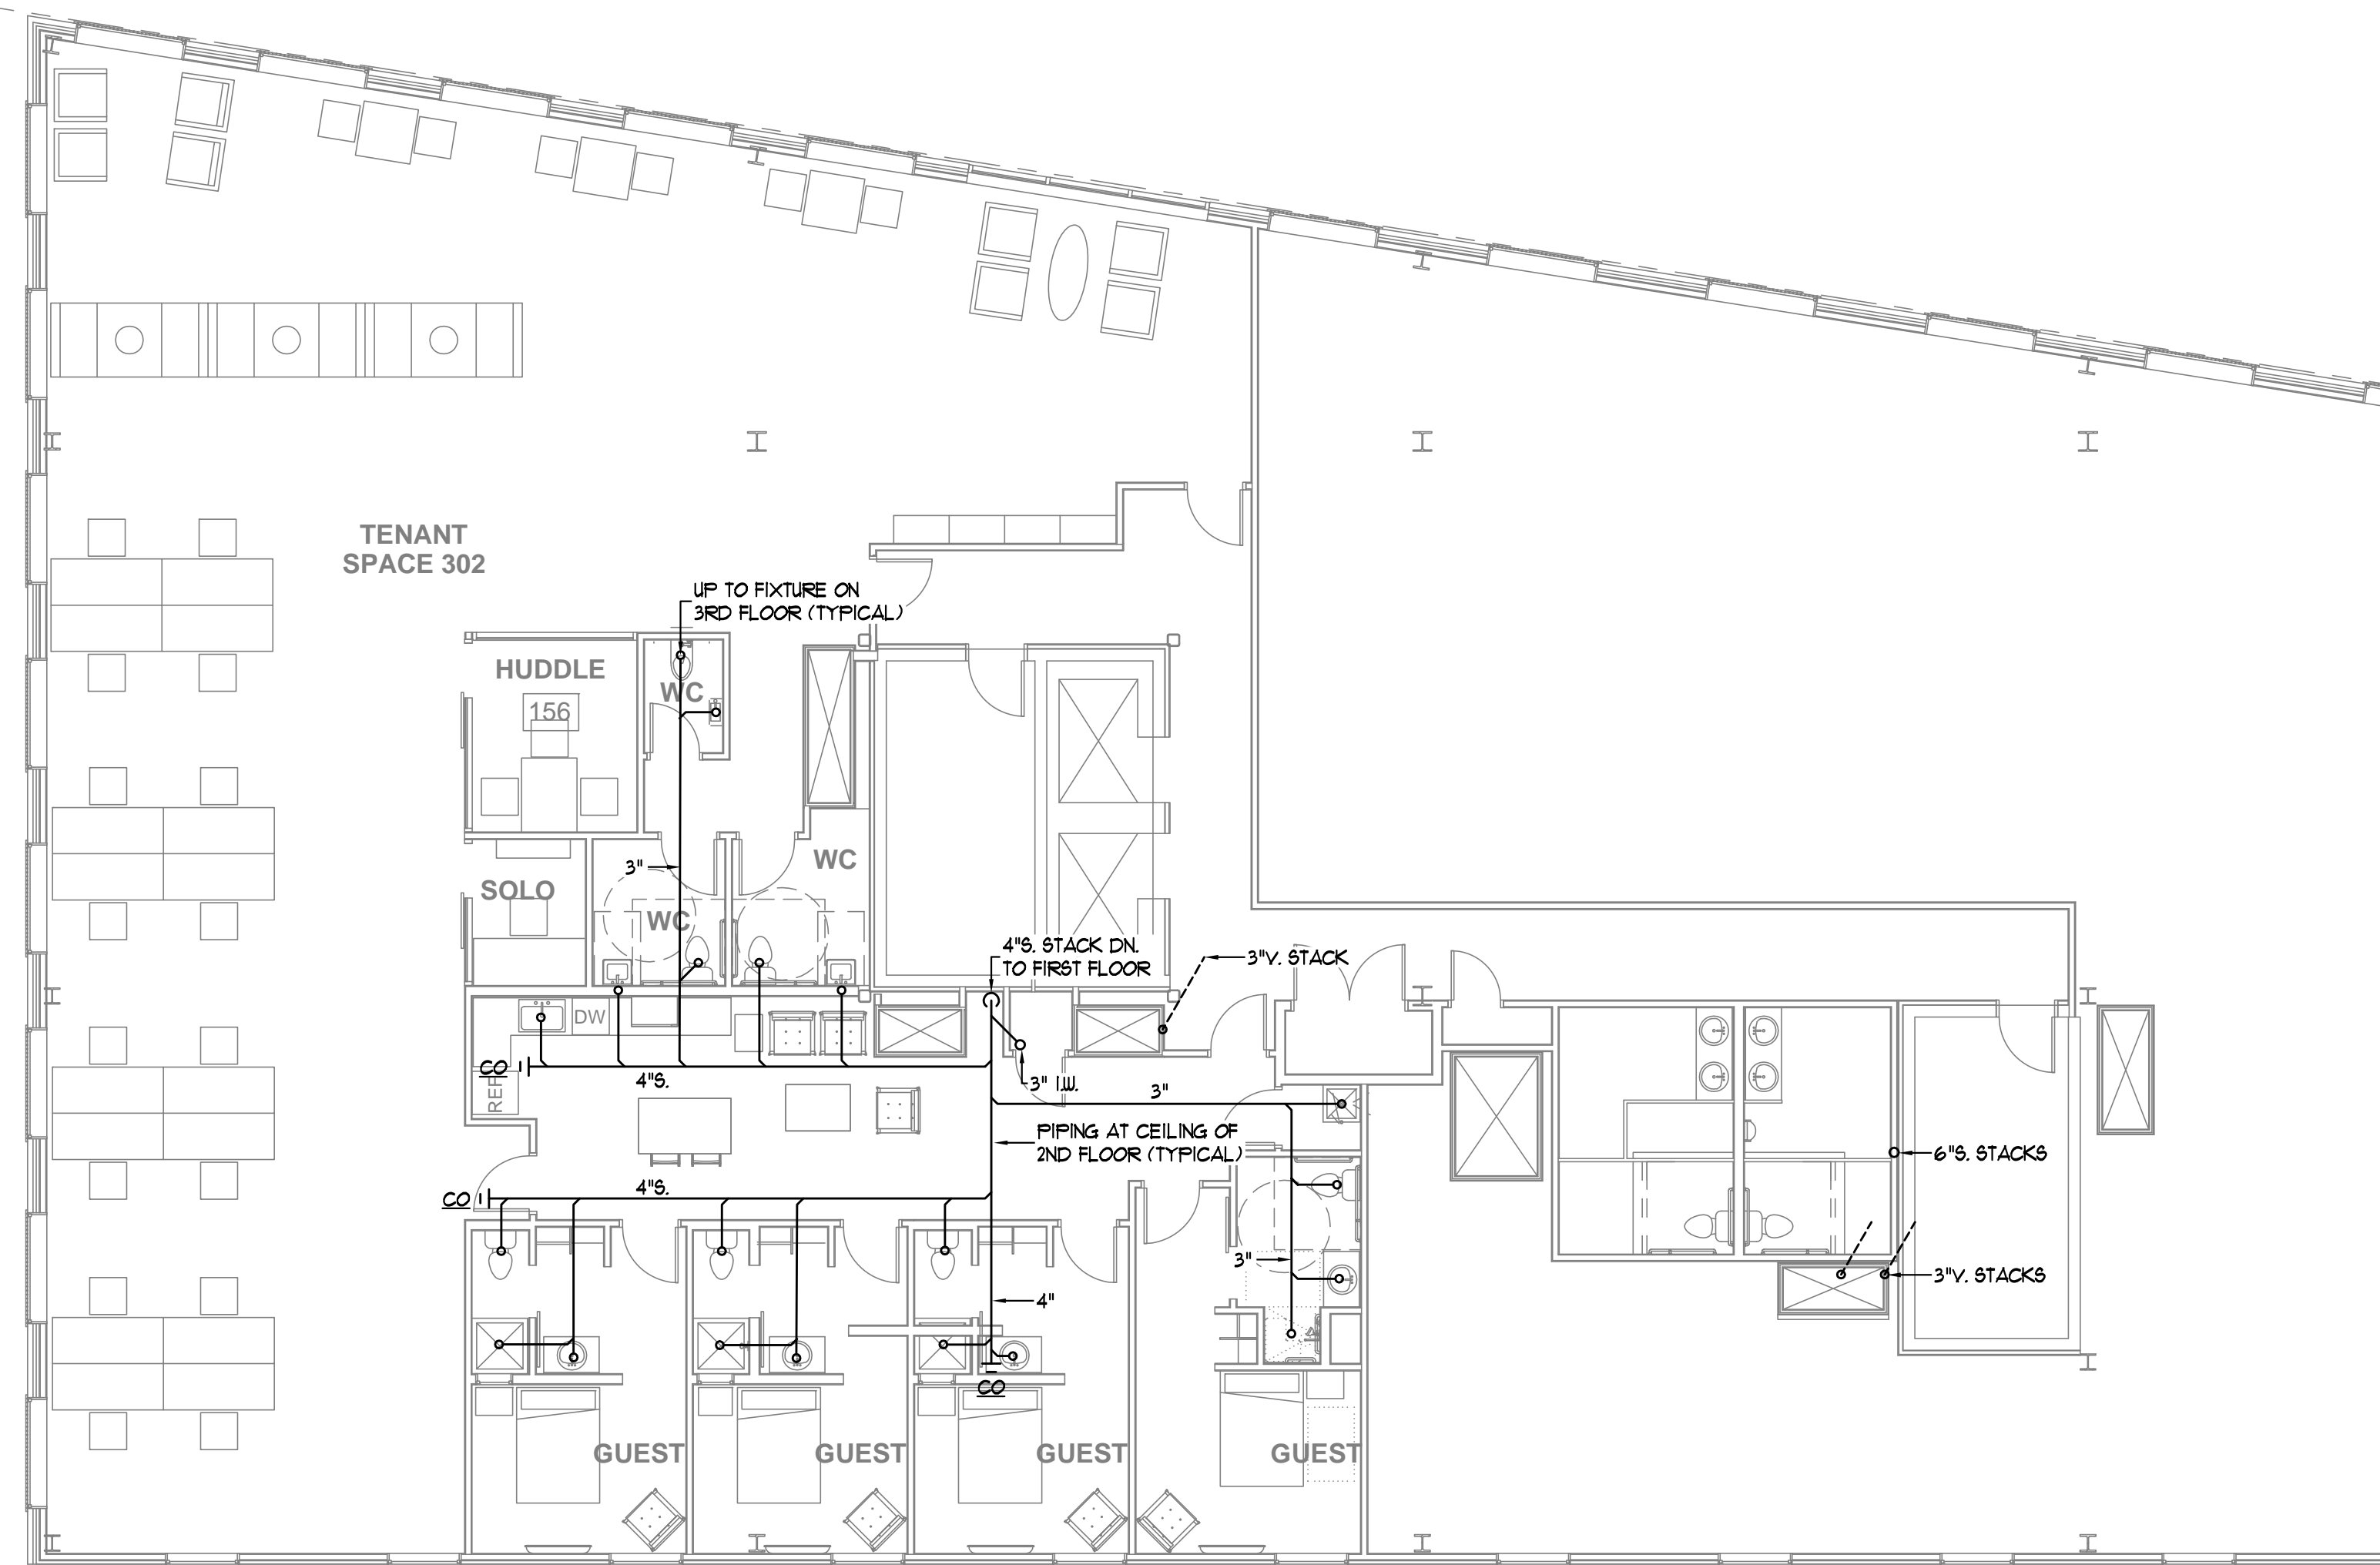 TENANT
SPACE 302
UP TO FIXTURE ON
3RD FLOOR (TYPICAL)
HUDDLE
156
WC
WC
3"
SOLO
WC
4"S. STACK DN.
TO FIRST FLOOR
3"V. STACK
DW
CO
REF
4"S.
3" I.W.
3"
PIPING AT CEILING OF
2ND FLOOR (TYPICAL)
6"S. STACKS
CO
4"S.
3"
3"V. STACKS
4"
CO
GUEST
GUEST
GUEST
GUEST